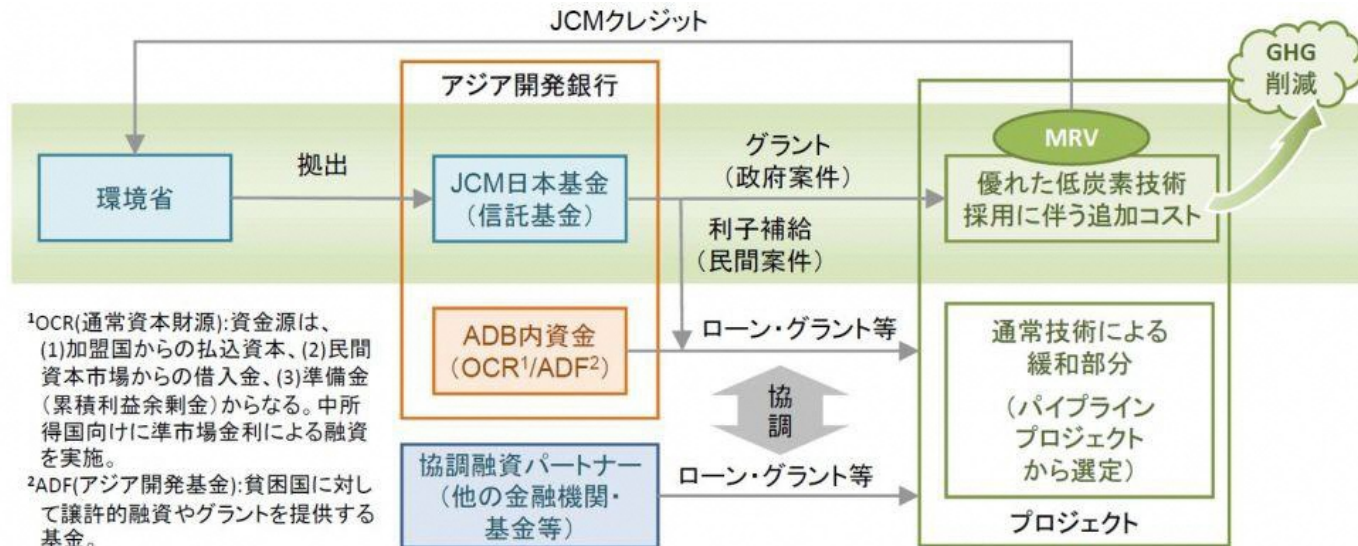 JCMクレジット
GHG
削減
アジア開発銀行
MRV
環境省
拠出
JCM日本基金
（信託基金）
グラント
（政府案件）
利子補給
（民間案件）
優れた低炭素技術
採用に伴う追加コスト
ADB内資金
（OCR¹/ADF²）
ローン・グラント等
協
調
通常技術による
緩和部分
（パイプライン
プロジェクト
から選定）
協調融資パートナー
（他の金融機関・
基金等）
ローン・グラント等
プロジェクト
¹OCR(通常資本財源):資金源は、
(1)加盟国からの払込資本、(2)民間
資本市場からの借入金、(3)準備金
（累積利益余剰金）からなる。中所
得国向けに準市場金利による融資
を実施。
²ADF(アジア開発基金):貧困国に対し
て譲許的融資やグラントを提供する
基金。